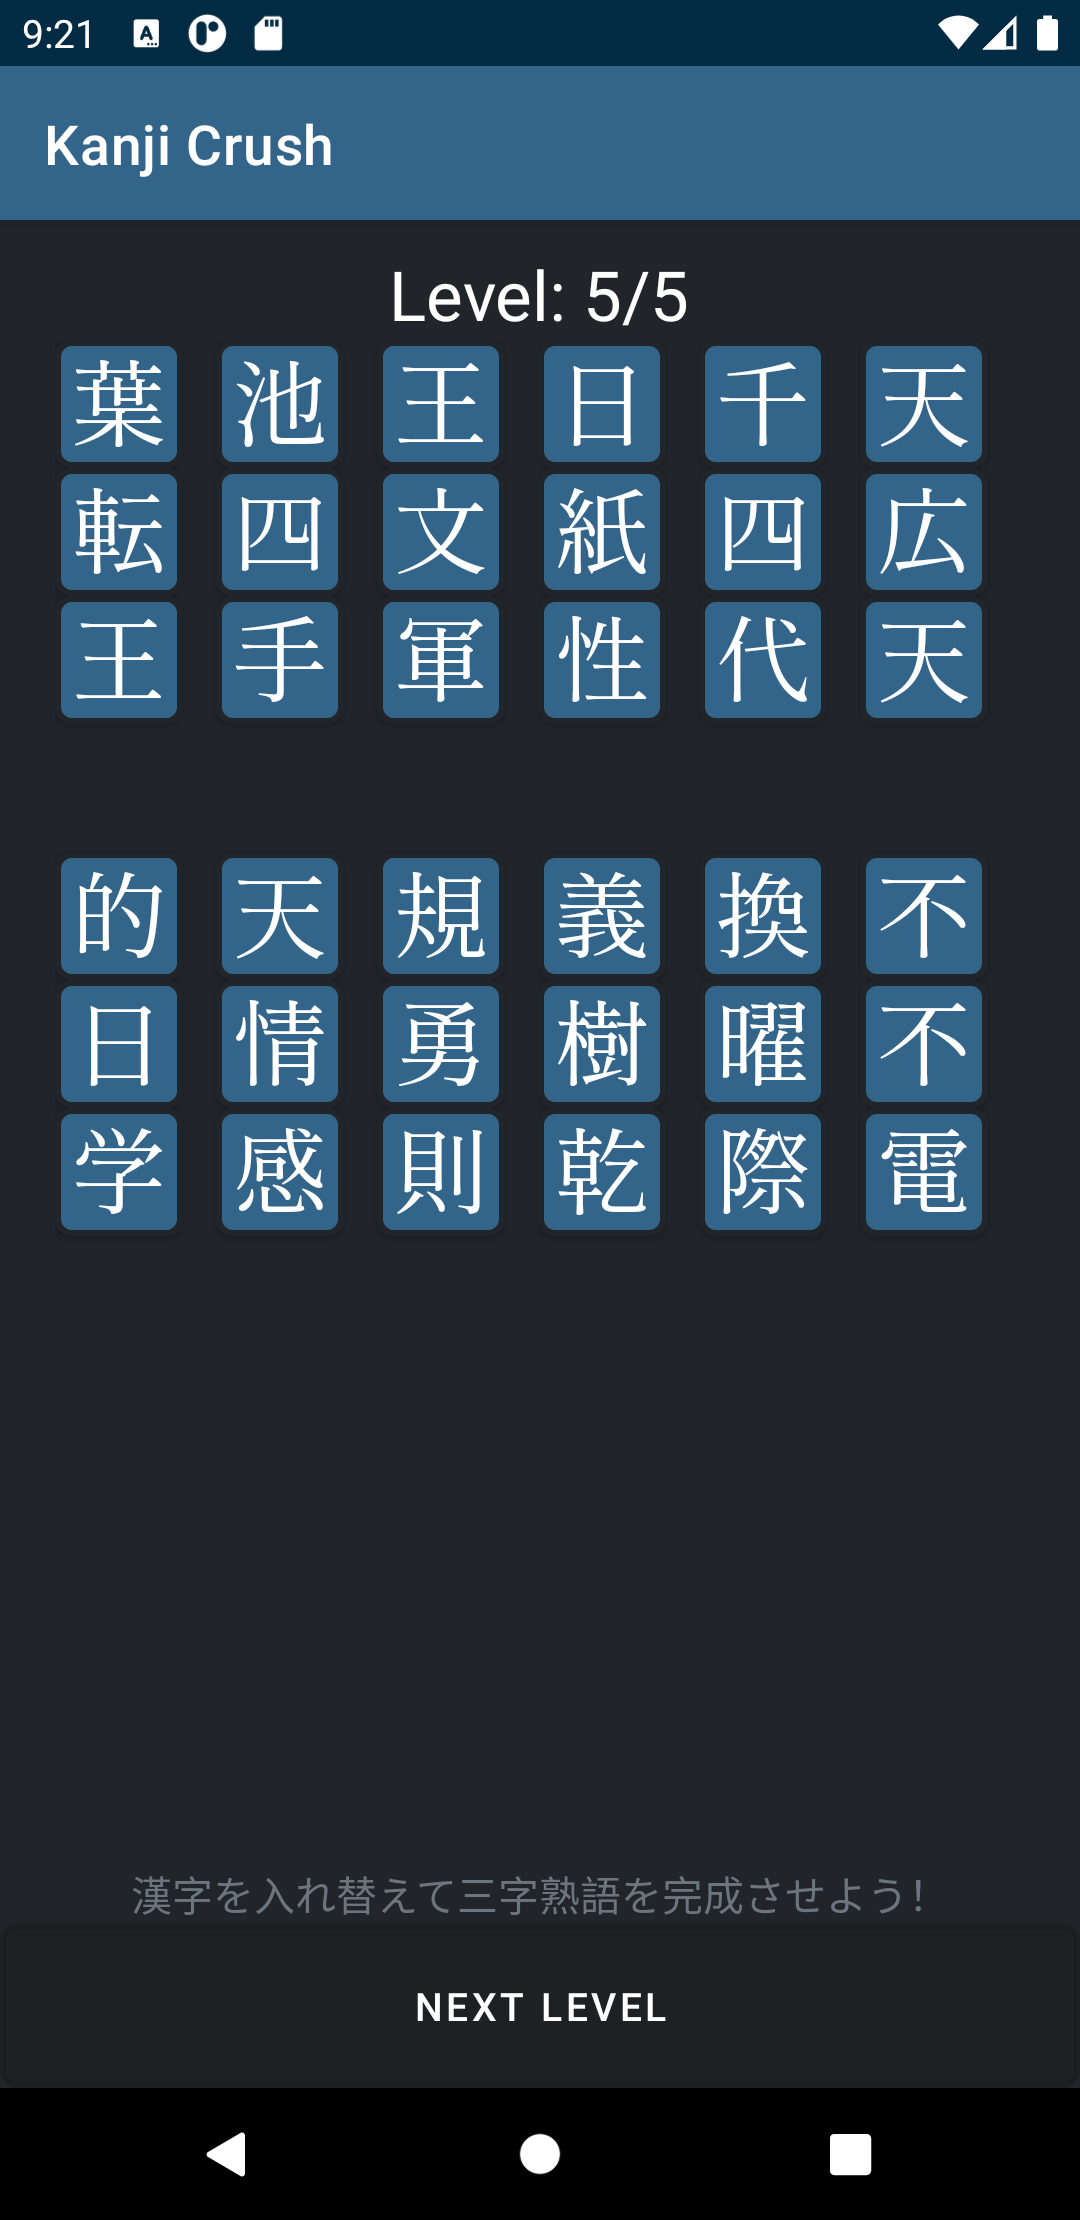 9:21
Kanji Crush
Level: 5/5
葉 池 王 日 千 天
転 四 文 紙 四 広
王 手 軍 性 代 天
的 天 規 義 換 不
日 情 勇 樹 曜 不
学 感 則 乾 際 電
漢字を入れ替えて三字熟語を完成させよう!
NEXT LEVEL